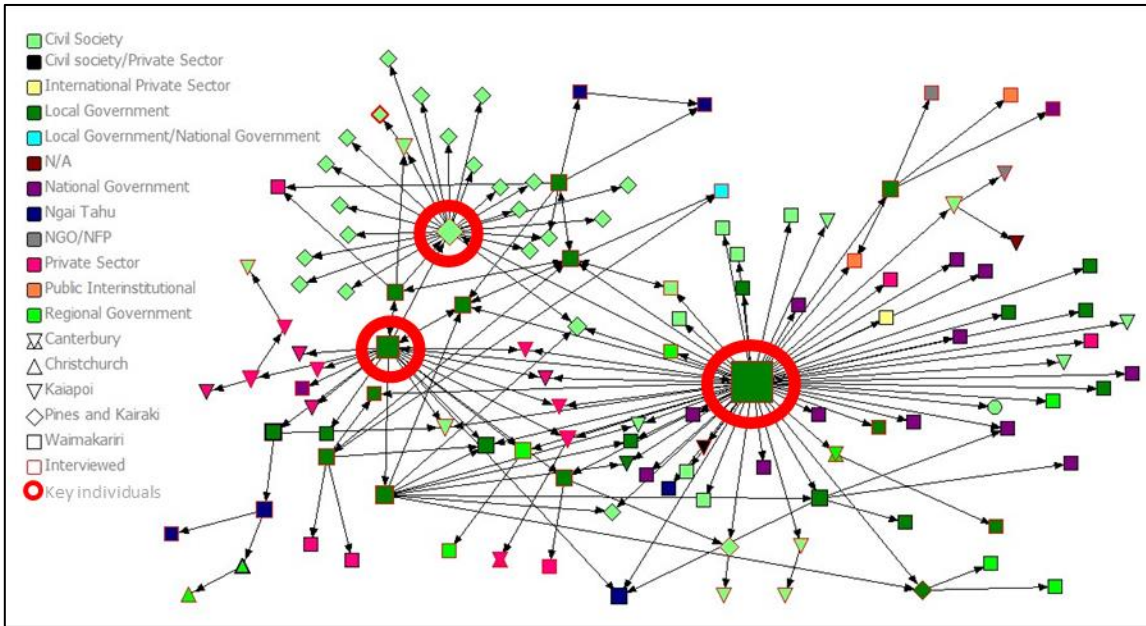 Civil Society
Civil society/Private Sector
International Private Sector
Local Government
Local Government/National Government
N/A
National Government
Ngai Tahu
NGO/NFP
Private Sector
Public Interinstitutional
Regional Government
Canterbury
Christchurch
Kaiapoi
Pines and Kairaki
Waimakariri
Interviewed
Key individuals